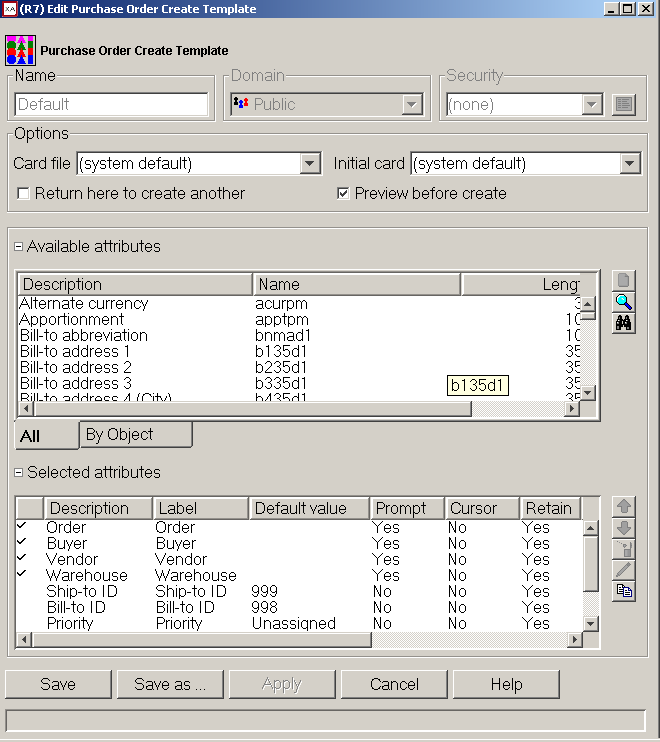 XA (R7) Edit Purchase Order Create Template
Purchase Order Create Template
Name Domain Security
Default Public (none)
Options
Card file (system default) Initial card (system default)
Return here to create another Preview before create
Available attributes
Description Name Leng
Alternate currency acurpm 3
Apportionment apptpm 10
Bill-to abbreviation bnmad1 10
Bill-to address 1 b135d1 35
Bill-to address 2 b235d1 35
Bill-to address 3 b335d1 35
b135d1
Bill-to address 4 (City) b435d1 35
All By Object
Selected attributes
Description Label Default value Prompt Cursor Retain
Order Order Yes No Yes
Buyer Buyer Yes No Yes
Vendor Vendor Yes No Yes
Warehouse Warehouse Yes No Yes
Ship-to ID Ship-to ID 999 No No Yes
Bill-to ID Bill-to ID 998 No No Yes
Priority Priority Unassigned No No Yes
Save Save as ... Apply Cancel Help